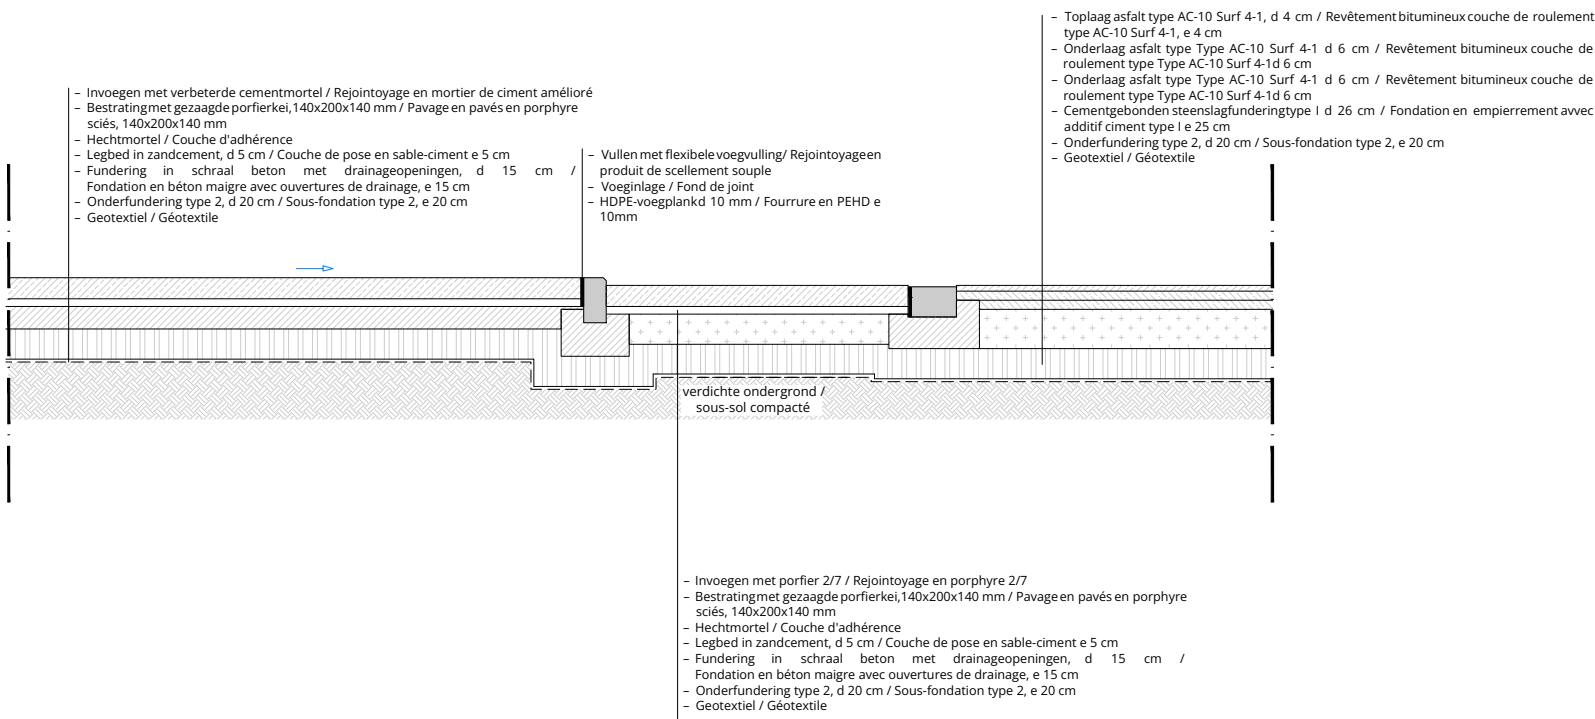 – Invoegen met verbeterde cementmortel / Rejointoyage en mortier de ciment amélioré
– Bestrating met gezaagde porfierkei, 140x200x140 mm / Pavage en pavés en porphyre
sciés, 140x200x140 mm
– Hechtmortel / Couche d'adhérence
– Legbed in zandcement, d 5 cm / Couche de pose en sable-ciment e 5 cm
– Fundering in schraal beton met drainageopeningen, d 15 cm /
Fondation en béton maigre avec ouvertures de drainage, e 15 cm
– Onderfundering type 2, d 20 cm / Sous-fondation type 2, e 20 cm
– Geotextiel / Géotextile
– Vullen met flexibele voegvulling / Rejointoyage en
produit de scellement souple
– Voeginlage / Fond de joint
– HDPE-voegplank d 10 mm / Fourrure en PEHD e
10mm
– Toplaag asfalt type AC-10 Surf 4-1, d 4 cm / Revêtement bitumineux couche de roulement
type AC-10 Surf 4-1, e 4 cm
– Onderlaag asfalt type Type AC-10 Surf 4-1 d 6 cm / Revêtement bitumineux couche de
roulement type Type AC-10 Surf 4-1d 6 cm
– Onderlaag asfalt type Type AC-10 Surf 4-1 d 6 cm / Revêtement bitumineux couche de
roulement type Type AC-10 Surf 4-1d 6 cm
– Cementgebonden steenslagfundering type I d 26 cm / Fondation en empierrement avvec
additif ciment type I e 25 cm
– Onderfundering type 2, d 20 cm / Sous-fondation type 2, e 20 cm
– Geotextiel / Géotextile
verdichte ondergrond /
sous-sol compacté
– Invoegen met porfier 2/7 / Rejointoyage en porphyre 2/7
– Bestrating met gezaagde porfierkei, 140x200x140 mm / Pavage en pavés en porphyre
sciés, 140x200x140 mm
– Hechtmortel / Couche d'adhérence
– Legbed in zandcement, d 5 cm / Couche de pose en sable-ciment e 5 cm
– Fundering in schraal beton met drainageopeningen, d 15 cm /
Fondation en béton maigre avec ouvertures de drainage, e 15 cm
– Onderfundering type 2, d 20 cm / Sous-fondation type 2, e 20 cm
– Geotextiel / Géotextile